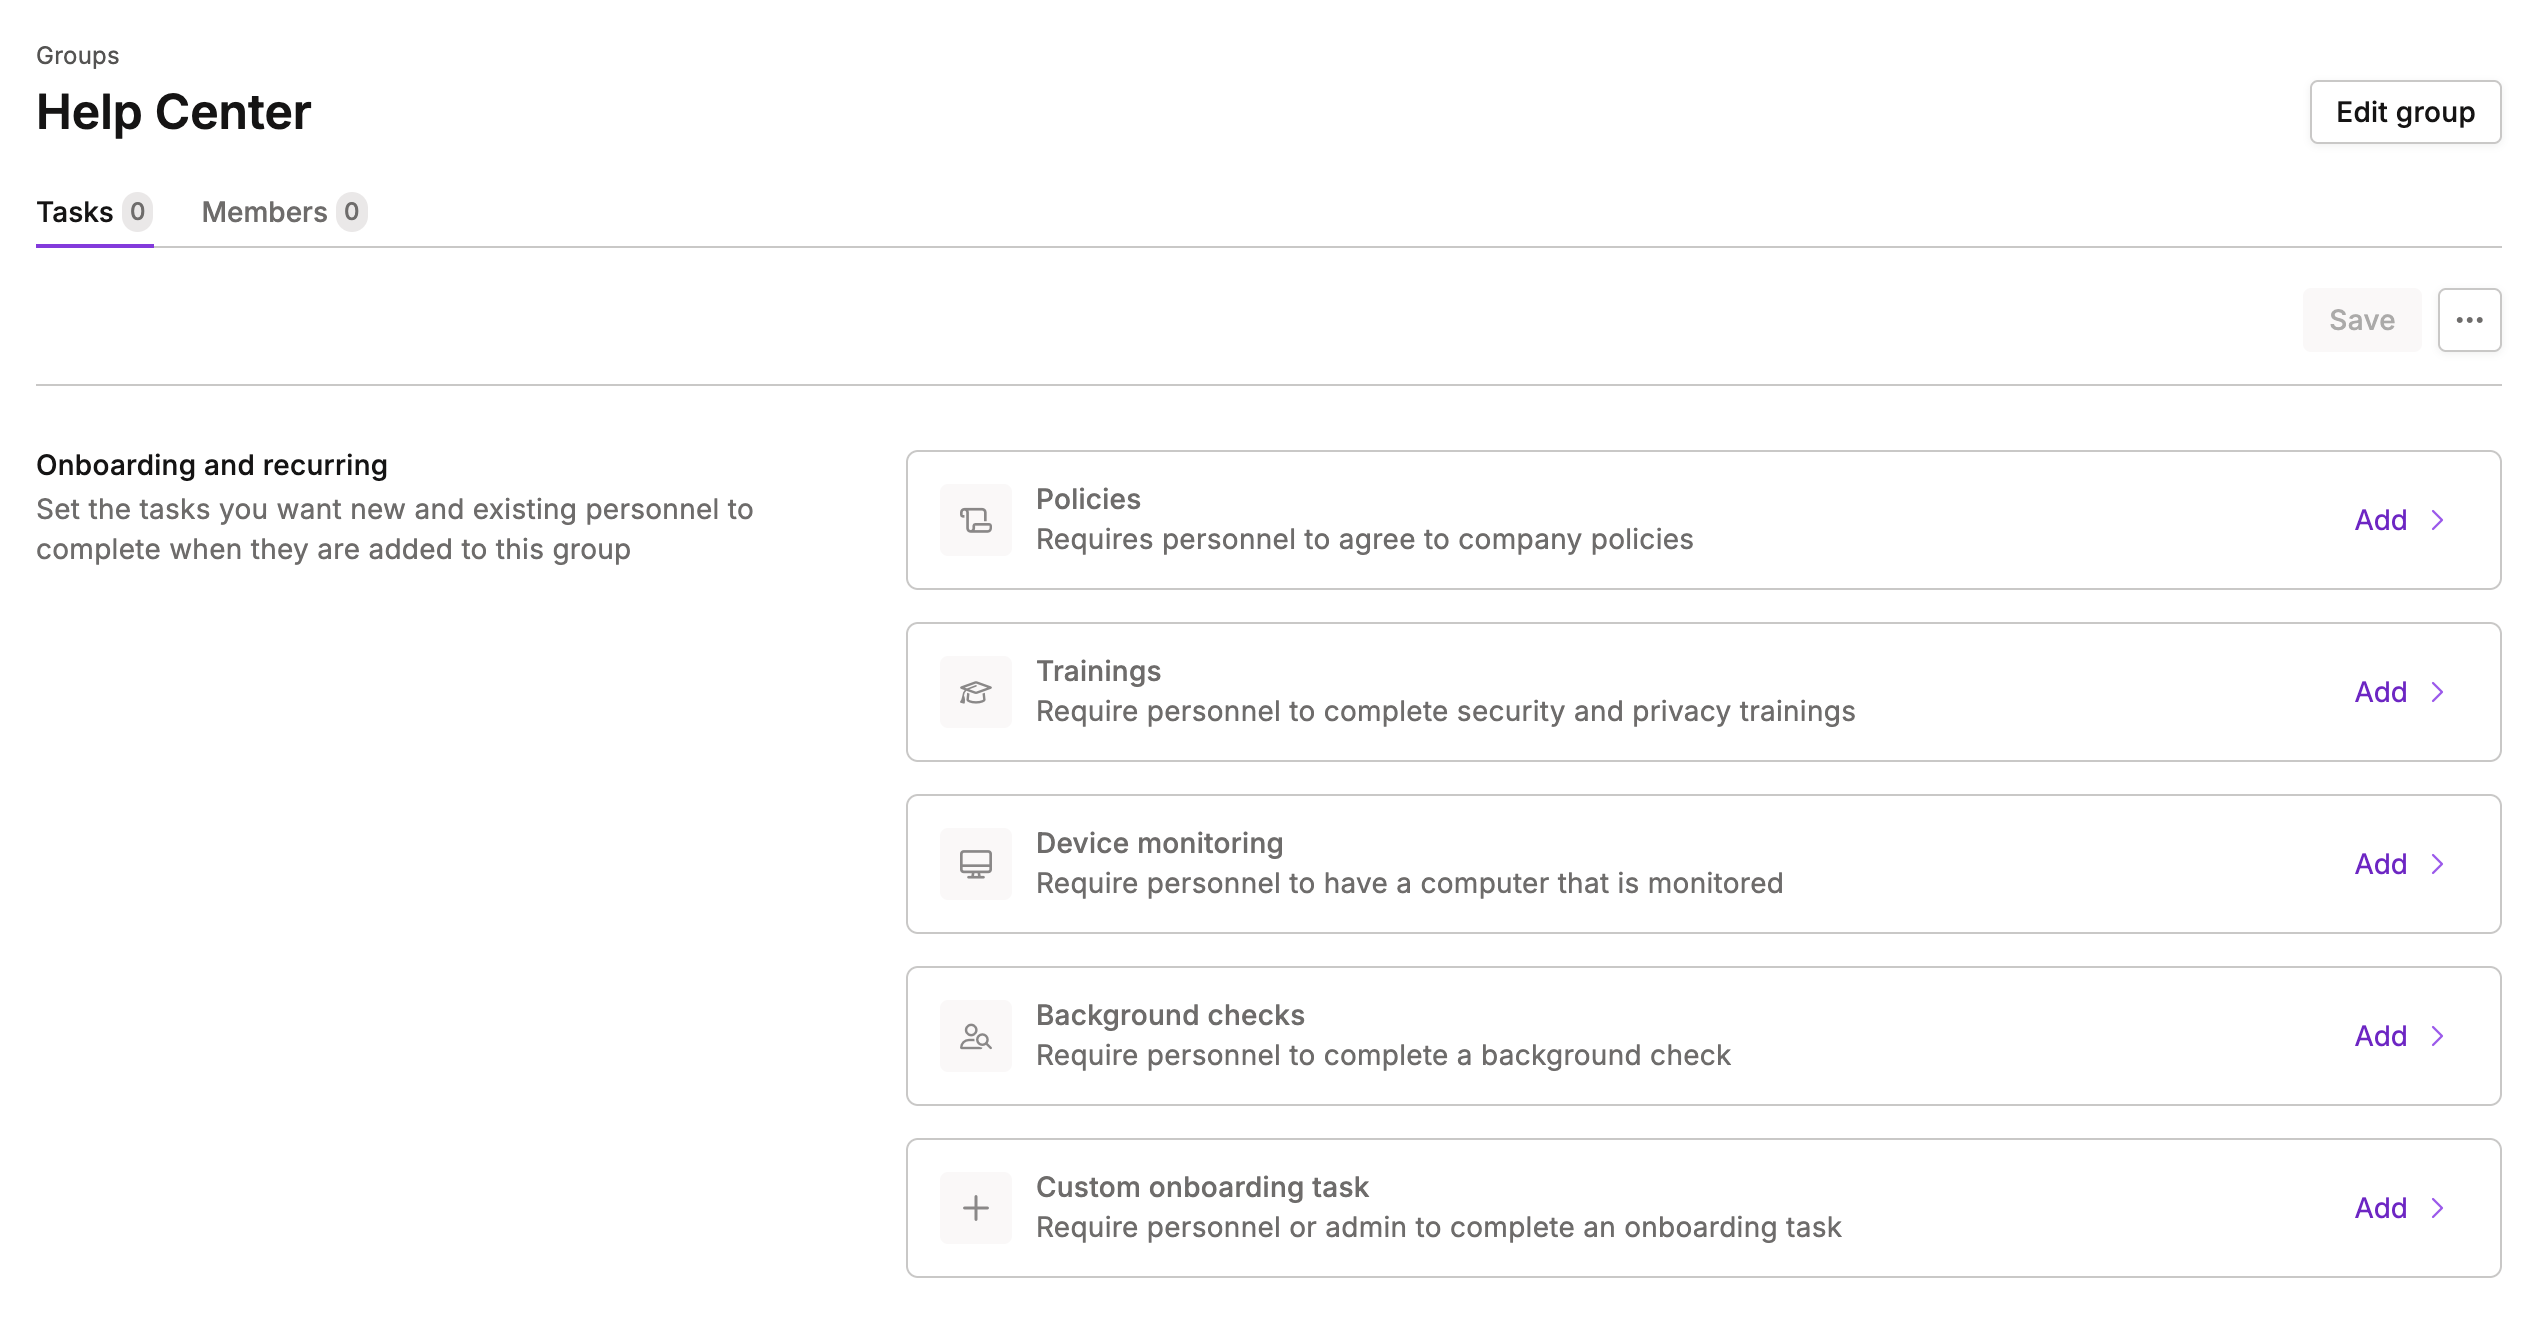 Groups
Help Center
Edit group
Tasks 0 Members 0
Save
Onboarding and recurring
Set the tasks you want new and existing personnel to
complete when they are added to this group
Policies
Requires personnel to agree to company policies
Add
Trainings
Require personnel to complete security and privacy trainings
Add
Device monitoring
Require personnel to have a computer that is monitored
Add
Background checks
Require personnel to complete a background check
Add
Custom onboarding task
Require personnel or admin to complete an onboarding task
Add